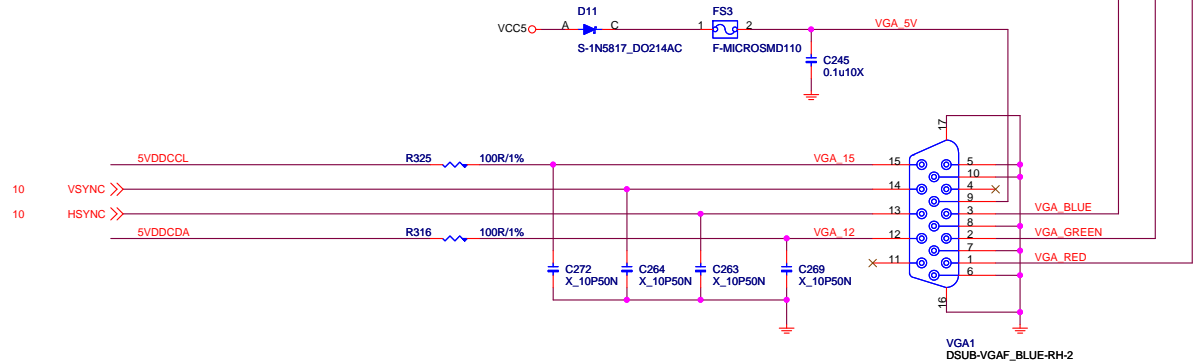 D11
FS3
VCC5
A
C
1
2
VGA_5V
S-1N5817_DO214AC
F-MICROSMD110
C245
0.1u10X
17
5VDDCCL
R325
100R/1%
VGA_15
15
5
10
10
VSYNC
14
4
9
10
HSYNC
13
3
VGA_BLUE
8
5VDDCDA
R316
100R/1%
VGA_12
12
2
VGA_GREEN
7
11
1
VGA_RED
6
C272
X_10P50N
C264
X_10P50N
C263
X_10P50N
C269
X_10P50N
16
VGA1
DSUB-VGAF_BLUE-RH-2